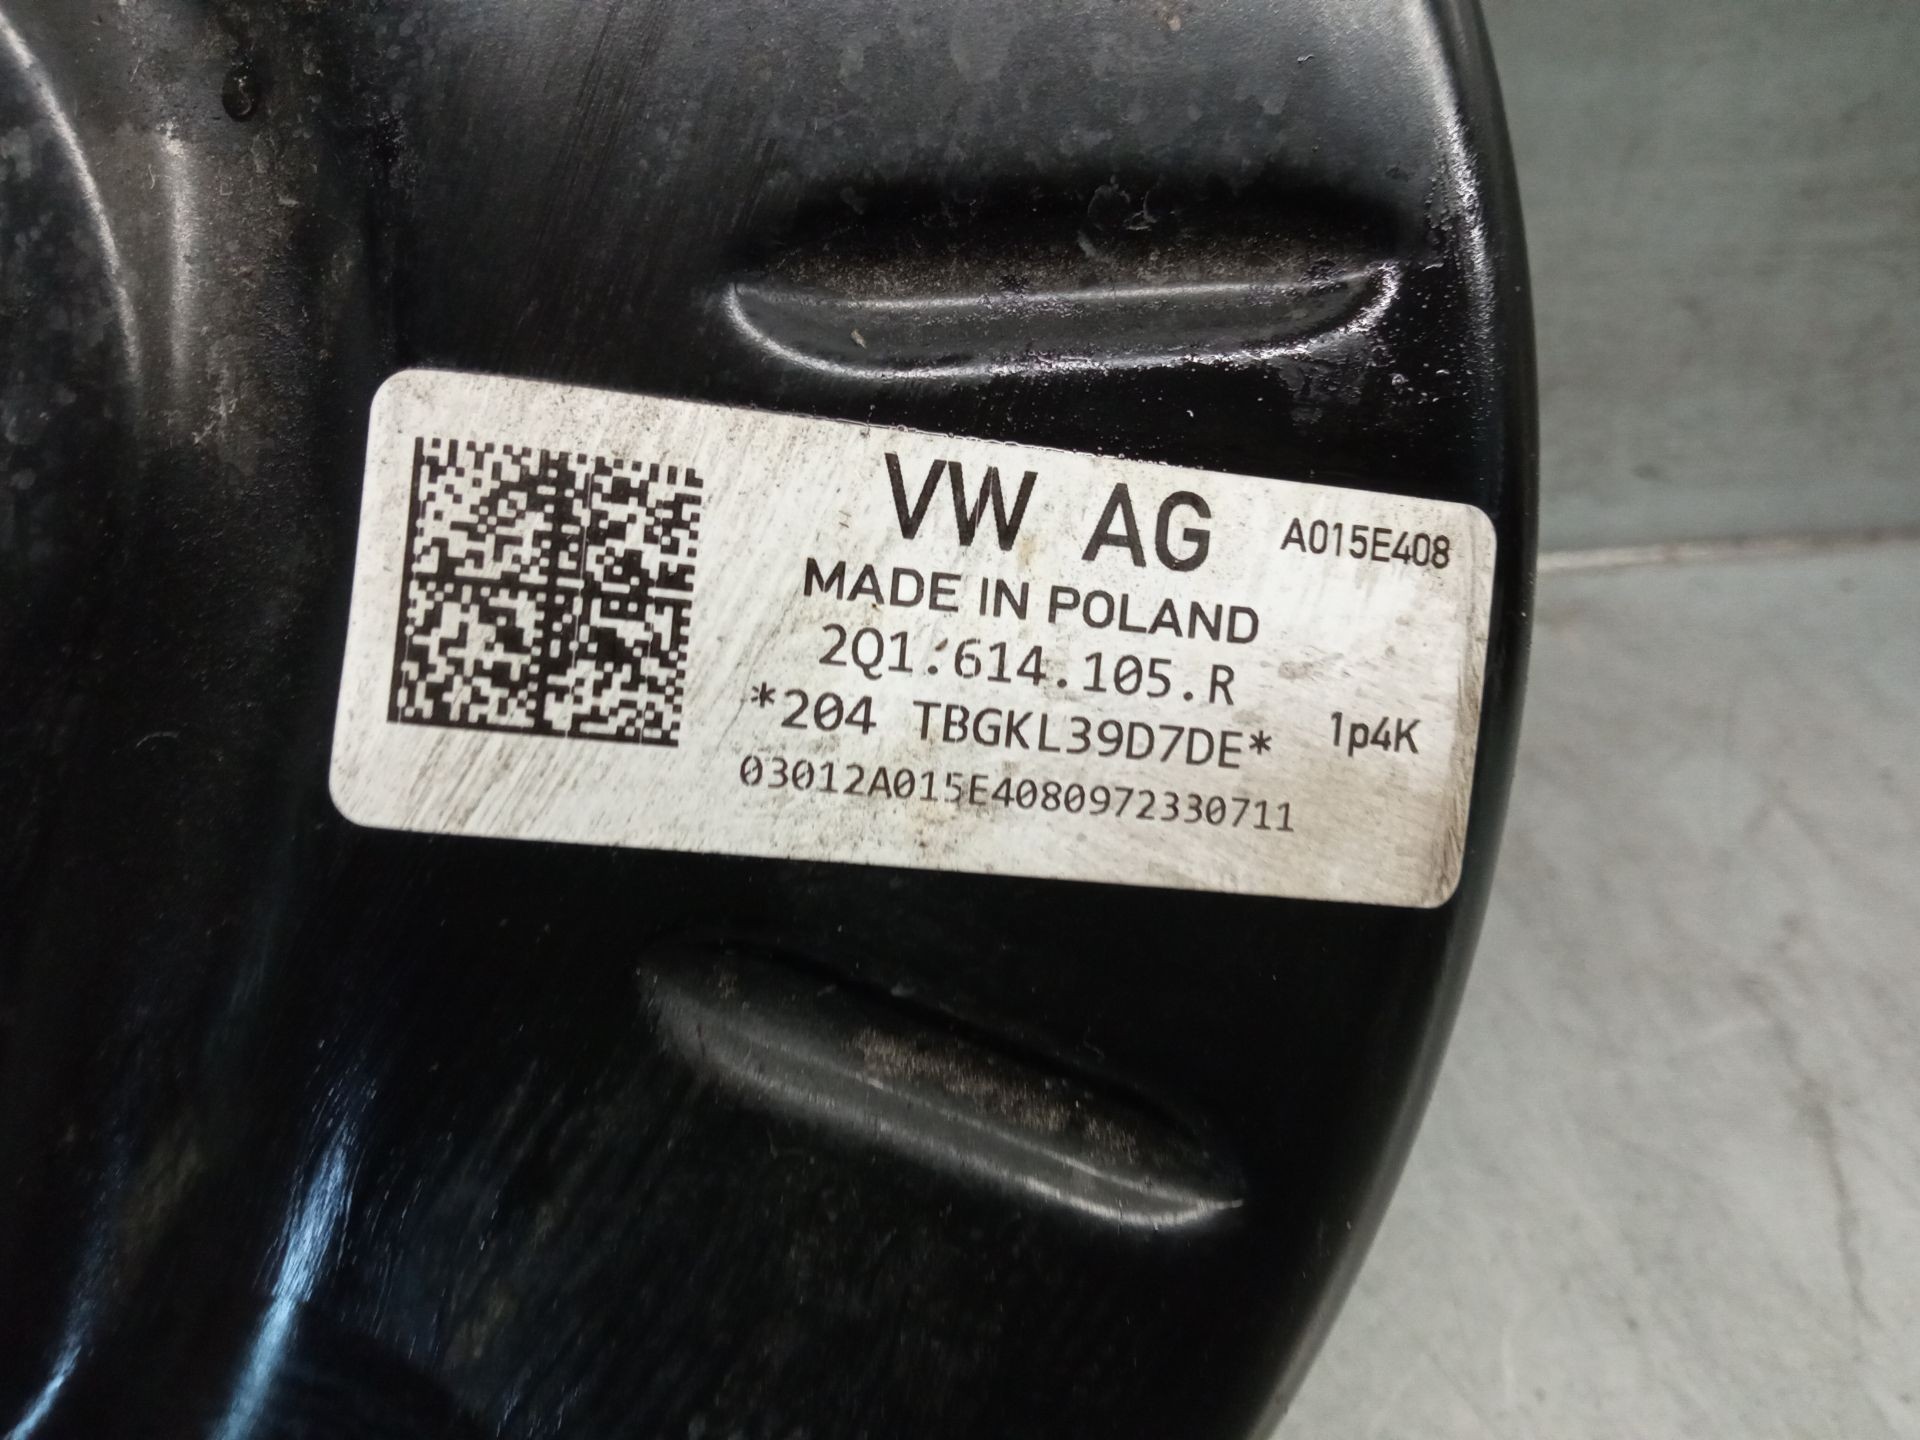 VW AG A015E408
MADE IN POLAND
2Q1.614.105.R
*204 TBGKL39D7DE* 1p4K
03012A015E4080972330711